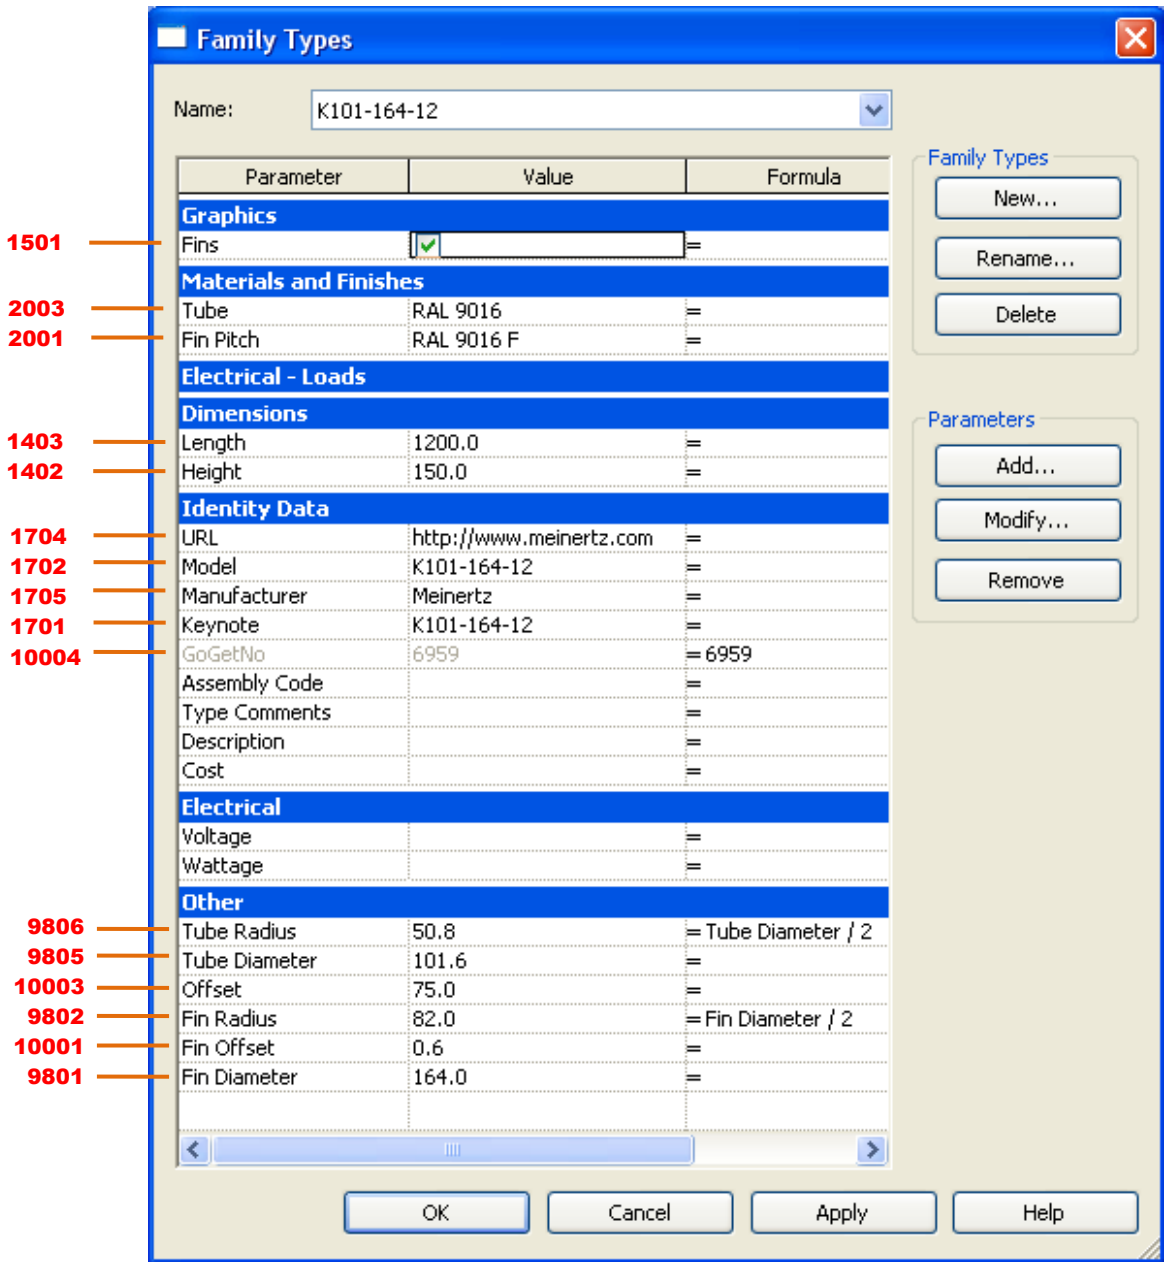 Family Types
Name: K101-164-12
Parameter Value Formula
Family Types
New...
Rename...
Delete
Graphics
1501 Fins =
Materials and Finishes
2003 Tube RAL 9016 =
2001 Fin Pitch RAL 9016 F =
Electrical - Loads
Dimensions
1403 Length 1200.0 =
1402 Height 150.0 =
Parameters
Add...
Modify...
Remove
Identity Data
1704 URL http://www.meinertz.com =
1702 Model K101-164-12 =
1705 Manufacturer Meinertz =
1701 Keynote K101-164-12 =
10004 GoGetNo 6959 = 6959
Assembly Code =
Type Comments =
Description =
Cost =
Electrical
Voltage =
Wattage =
Other
9806 Tube Radius 50.8 = Tube Diameter / 2
9805 Tube Diameter 101.6 =
10003 Offset 75.0 =
9802 Fin Radius 82.0 = Fin Diameter / 2
10001 Fin Offset 0.6 =
9801 Fin Diameter 164.0 =
OK Cancel Apply Help